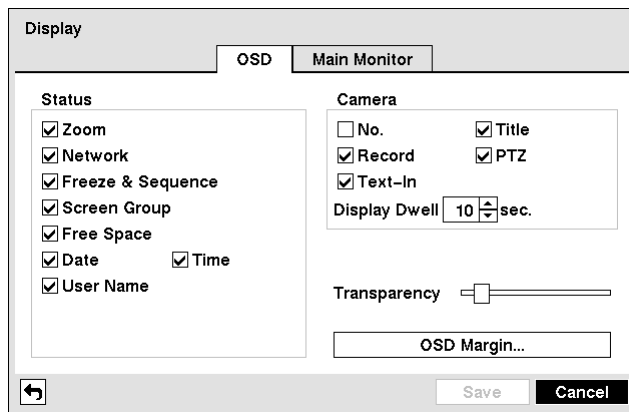 Display
OSD
Main Monitor
Status
Zoom
Network
Freeze & Sequence
Screen Group
Free Space
Date
Time
User Name
Camera
No.
Title
Record
PTZ
Text-In
Display Dwell 10 sec.
Transparency
OSD Margin...
Save
Cancel